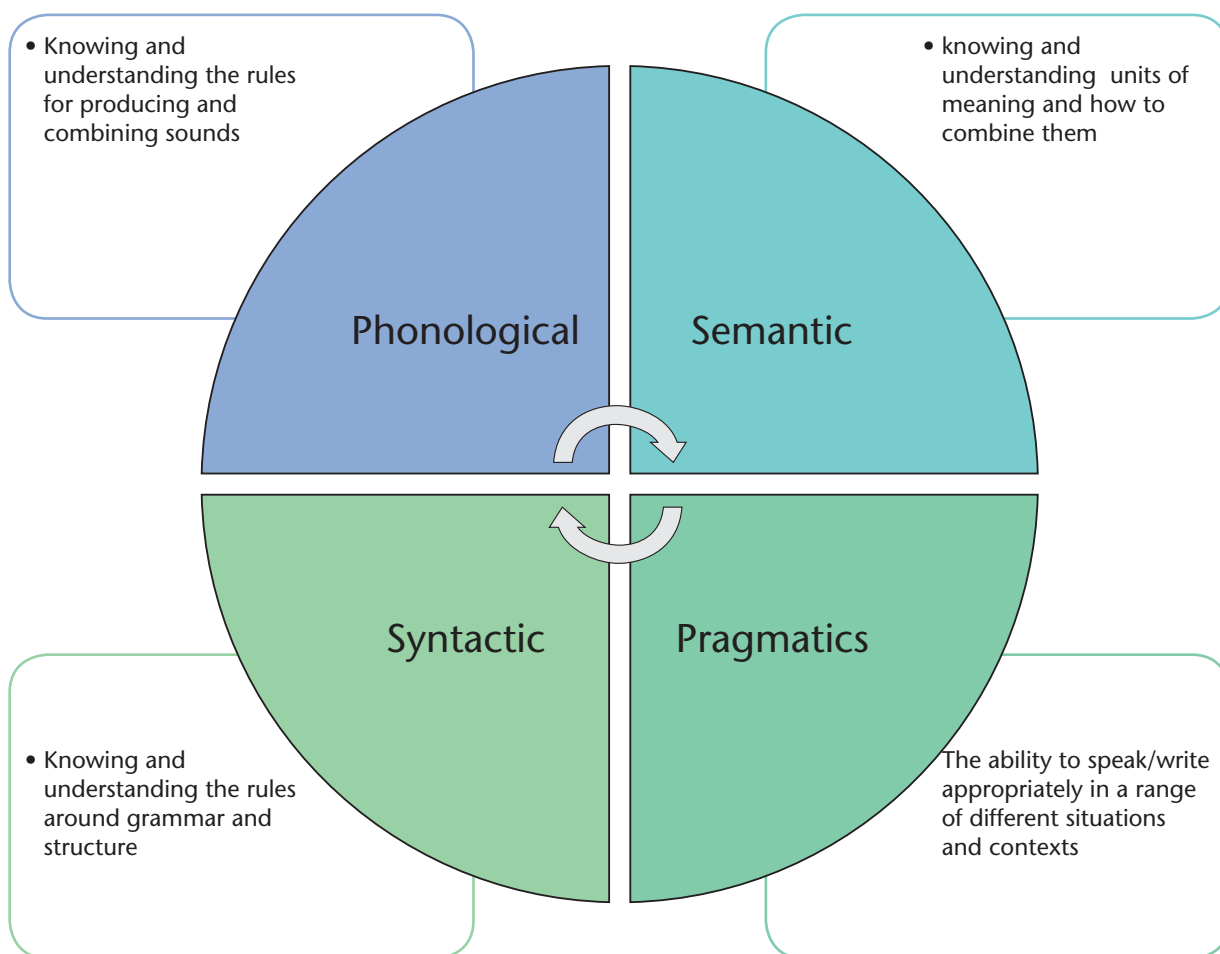 • Knowing and
understanding the rules
for producing and
combining sounds
• knowing and
understanding  units of
meaning and how to
combine them
Phonological
Semantic
Syntactic
Pragmatics
• Knowing and
understanding the rules
around grammar and
structure
The ability to speak/write
appropriately in a range
of different situations
and contexts